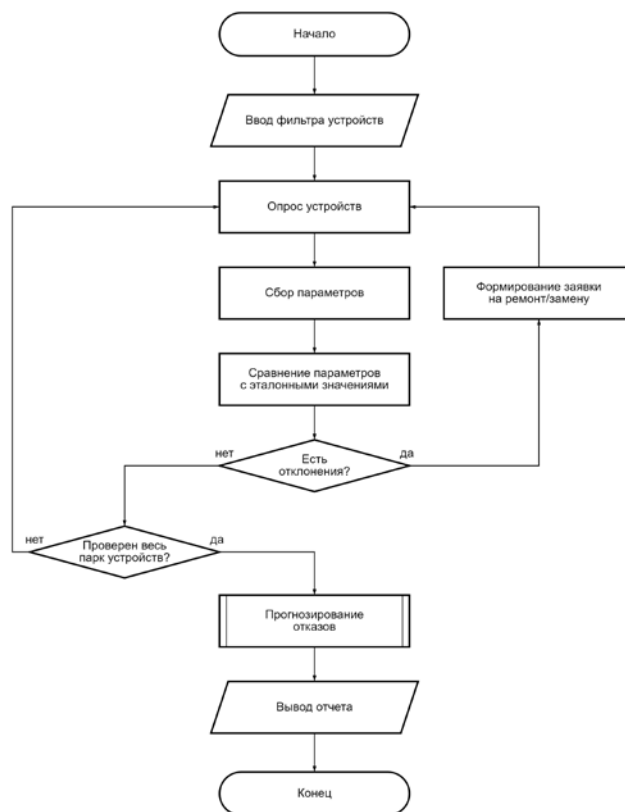 Начало
Ввод фильтра устройств
Опрос устройств
Сбор параметров
Формирование заявки
на ремонт/замену
Сравнение параметров
с эталонными значениями
нет
Есть
отклонения?
да
нет
Проверен весь
парк устройств?
да
Прогнозирование
отказов
Вывод отчета
Конец